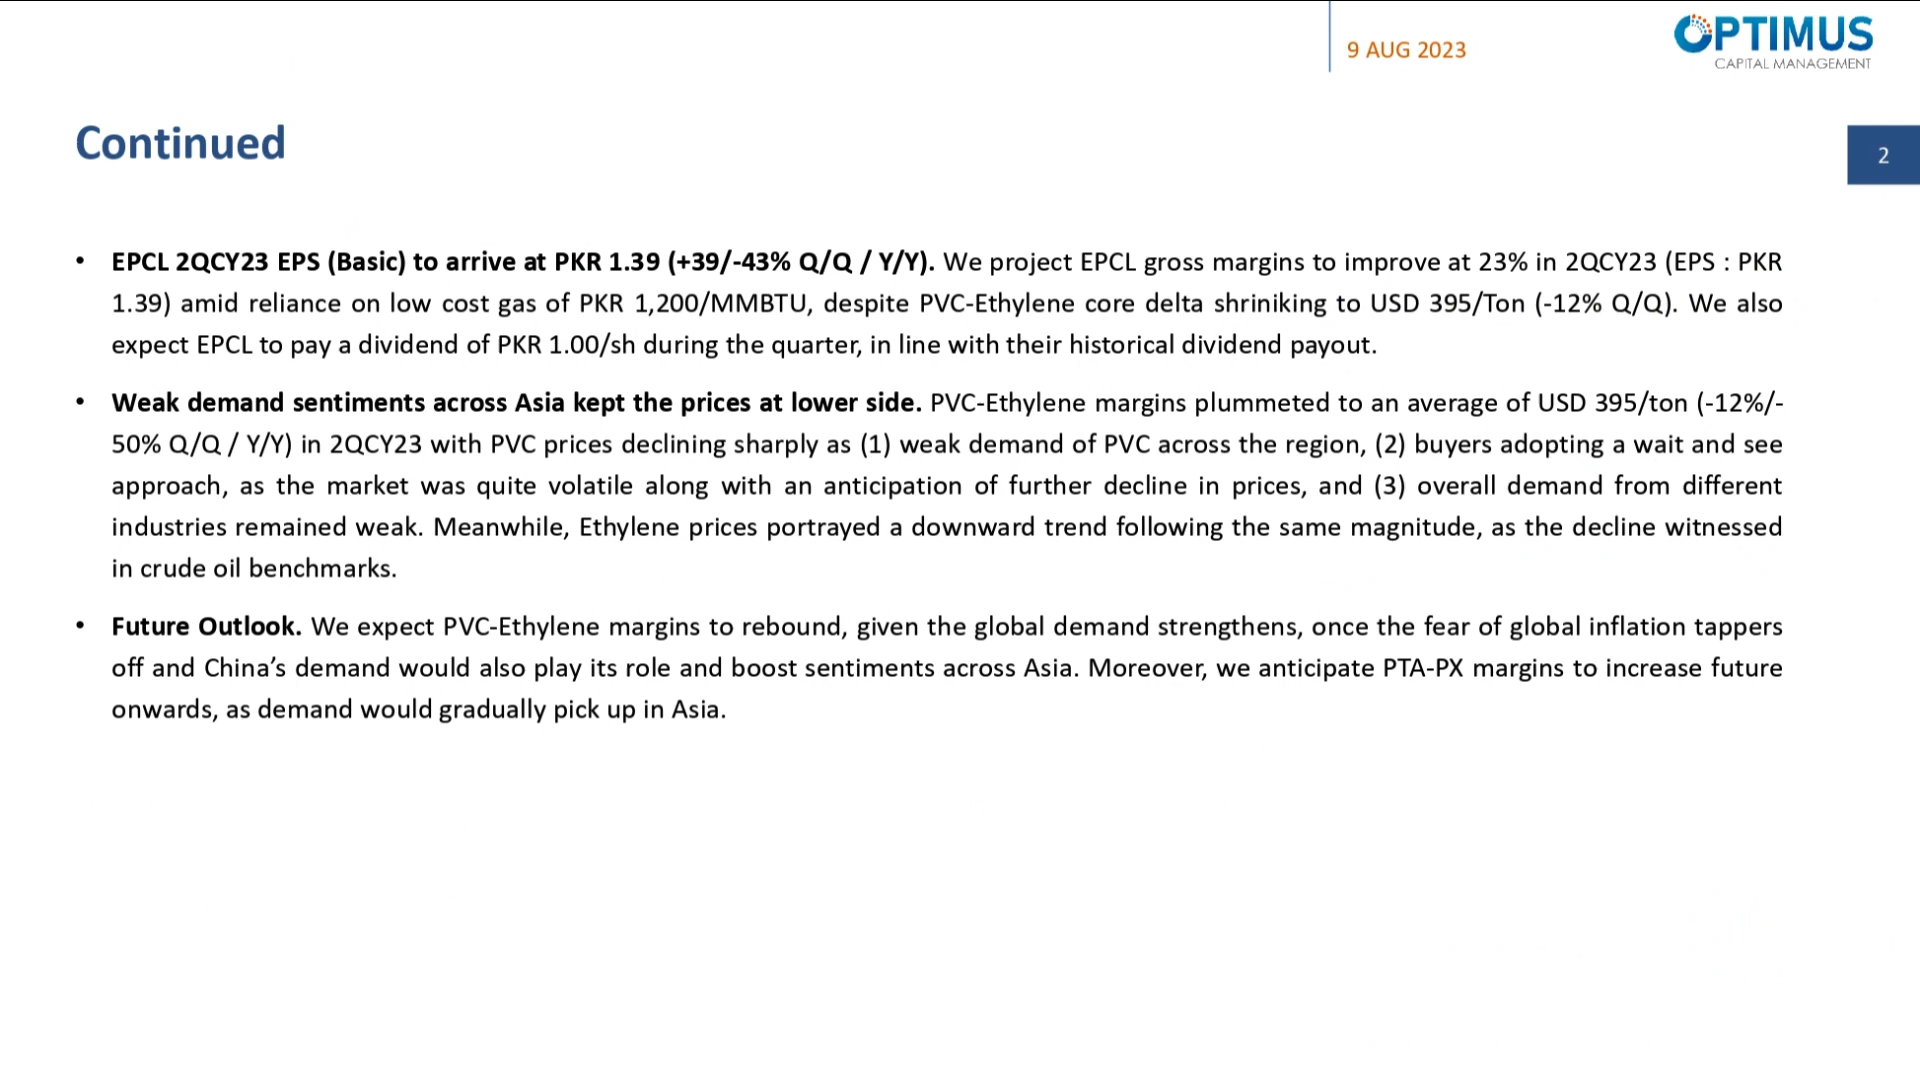 9 AUG 2023
OPTIMUS
CAPITAL MANAGEMENT
Continued
2
• EPCL 2QCY23 EPS (Basic) to arrive at PKR 1.39 (+39/-43% Q/Q / Y/Y). We project EPCL gross margins to improve at 23% in 2QCY23 (EPS : PKR
1.39) amid reliance on low cost gas of PKR 1,200/MMBTU, despite PVC-Ethylene core delta shriniking to USD 395/Ton (-12% Q/Q). We also
expect EPCL to pay a dividend of PKR 1.00/sh during the quarter, in line with their historical dividend payout.
• Weak demand sentiments across Asia kept the prices at lower side. PVC-Ethylene margins plummeted to an average of USD 395/ton (-12%/-
50% Q/Q / Y/Y) in 2QCY23 with PVC prices declining sharply as (1) weak demand of PVC across the region, (2) buyers adopting a wait and see
approach, as the market was quite volatile along with an anticipation of further decline in prices, and (3) overall demand from different
industries remained weak. Meanwhile, Ethylene prices portrayed a downward trend following the same magnitude, as the decline witnessed
in crude oil benchmarks.
• Future Outlook. We expect PVC-Ethylene margins to rebound, given the global demand strengthens, once the fear of global inflation tappers
off and China’s demand would also play its role and boost sentiments across Asia. Moreover, we anticipate PTA-PX margins to increase future
onwards, as demand would gradually pick up in Asia.